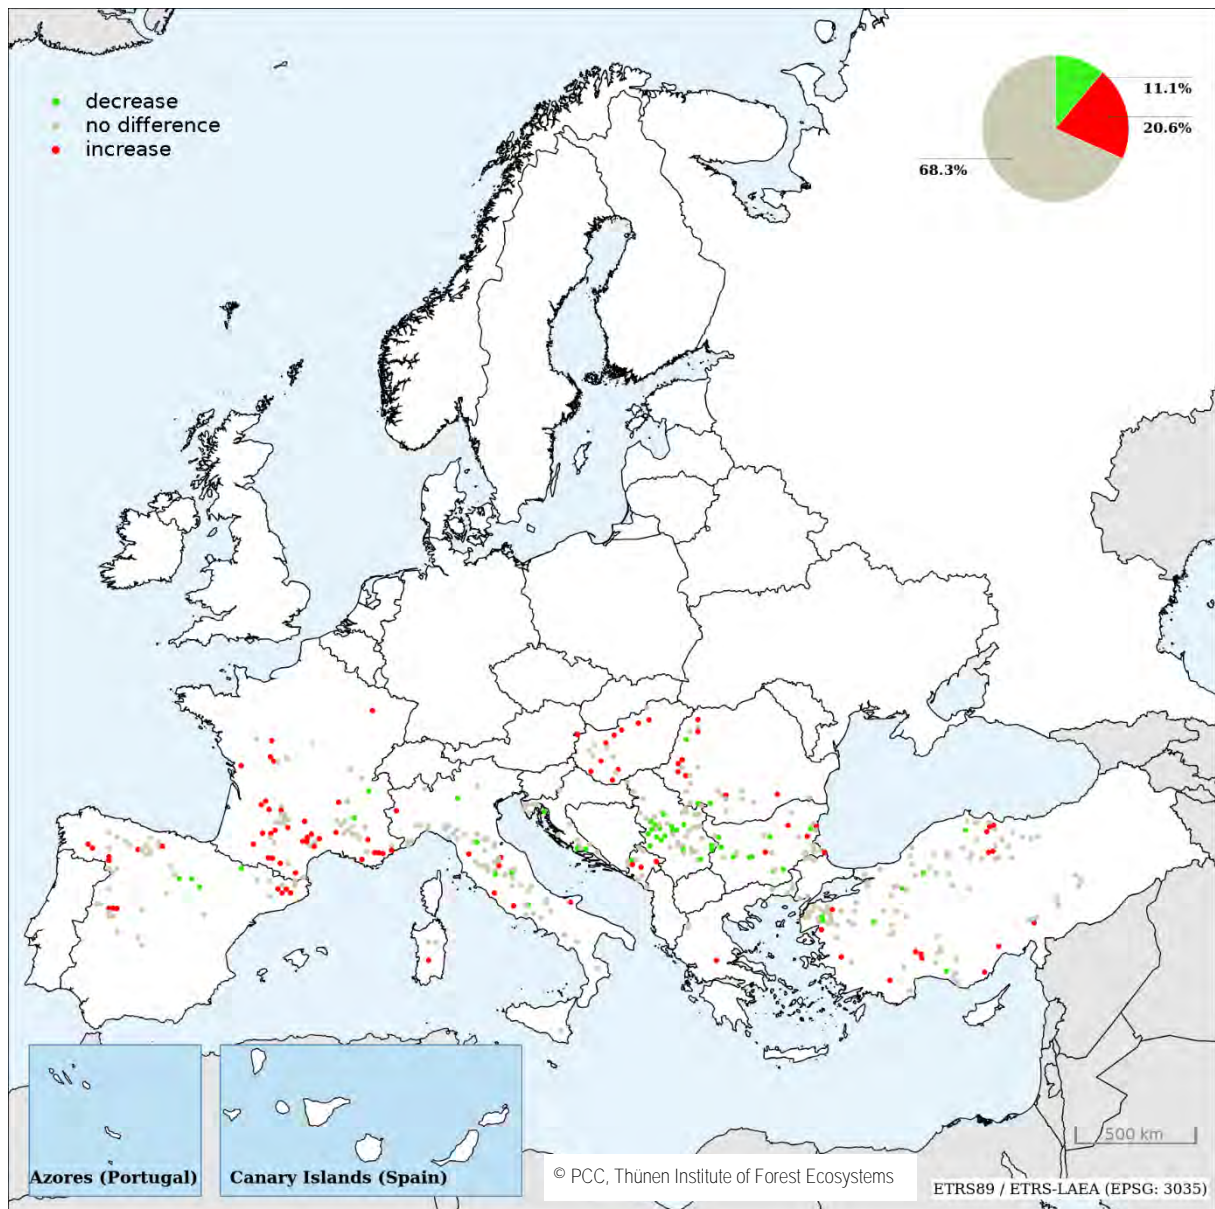 decrease
no difference
increase
11.1%
20.6%
68.3%
Azores (Portugal)
Canary Islands (Spain)
500 km
© PCC, Thünen Institute of Forest Ecosystems
ETRS89 / ETRS-LAEA (EPSG: 3035)